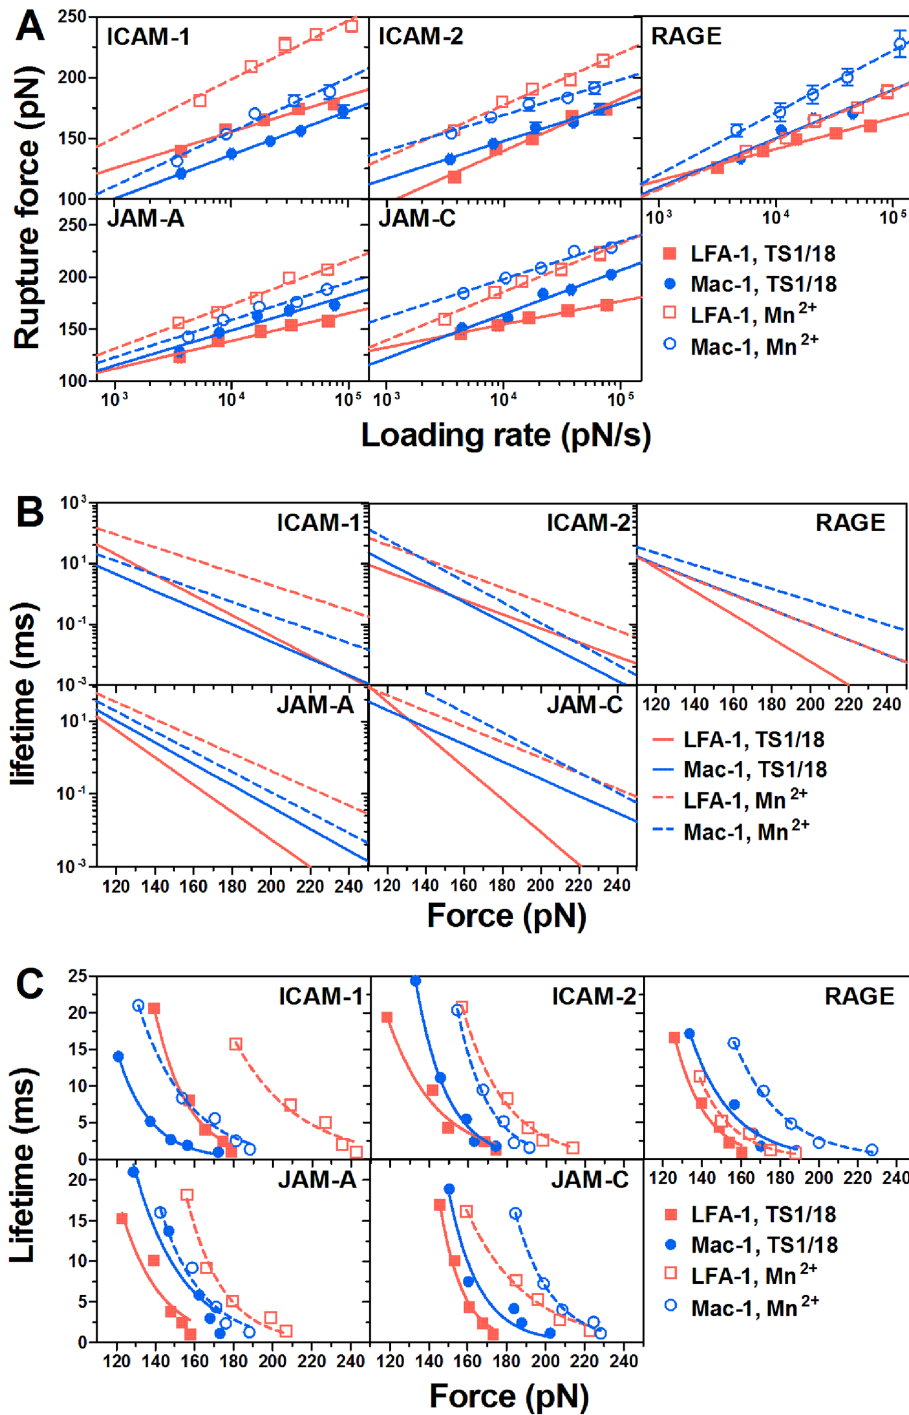 A
ICAM-1
ICAM-2
RAGE
250
200
150
100
JAM-A
JAM-C
10³
10⁴
10⁵
250
200
150
100
10³
10⁴
10⁵
10³
10⁴
10⁵
Rupture force (pN)
Loading rate (pN/s)
LFA-1, TS1/18
Mac-1, TS1/18
LFA-1, Mn²⁺
Mac-1, Mn²⁺
B
ICAM-1
ICAM-2
RAGE
10³
10¹
10⁻¹
10⁻³
JAM-A
JAM-C
120 140 160 180 200 220 240
10¹
10⁻¹
10⁻³
120 140 160 180 200 220 240
120 140 160 180 200 220 240
lifetime (ms)
Force (pN)
LFA-1, TS1/18
Mac-1, TS1/18
LFA-1, Mn²⁺
Mac-1, Mn²⁺
C
ICAM-1
ICAM-2
RAGE
25
20
15
10
5
0
JAM-A
JAM-C
120 140 160 180 200 220 240
20
15
10
5
0
120 140 160 180 200 220 240
120 140 160 180 200 220 240
Lifetime (ms)
Force (pN)
LFA-1, TS1/18
Mac-1, TS1/18
LFA-1, Mn²⁺
Mac-1, Mn²⁺